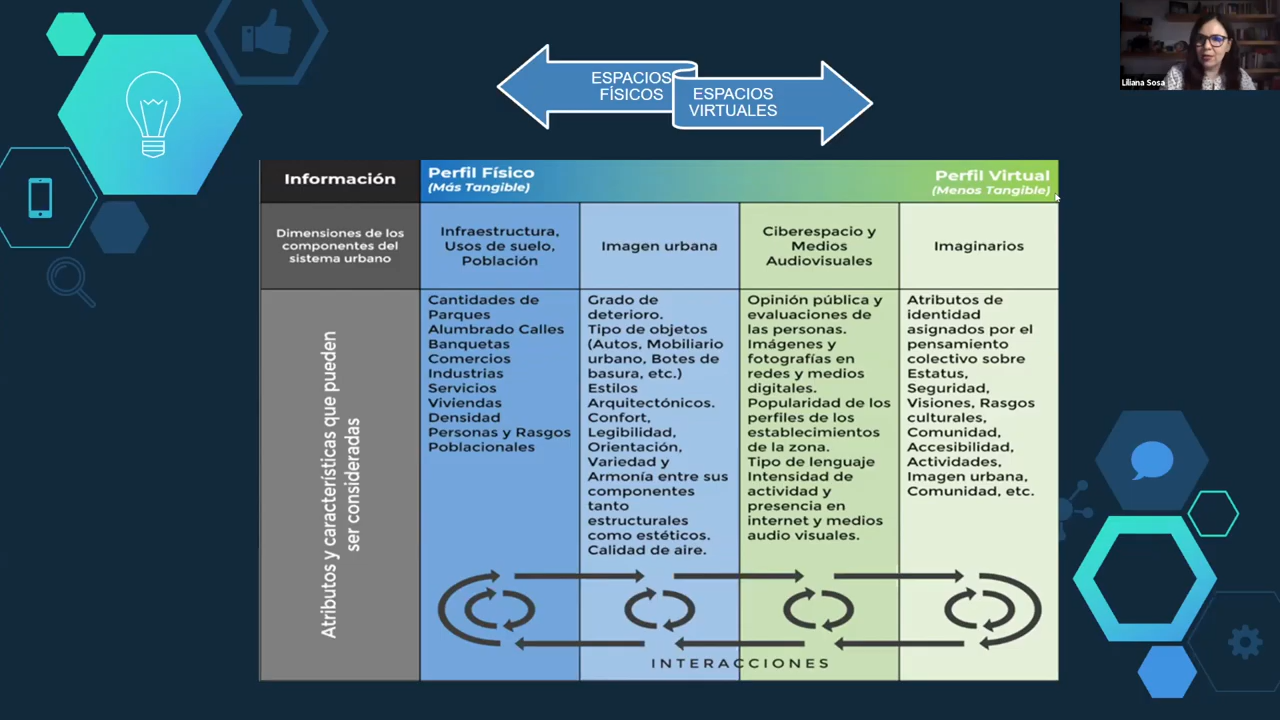 ESPACIOS
FÍSICOS
ESPACIOS
VIRTUALES
Liliana Sosa
Información
Perfil Físico
(Más Tangible)
Perfil Virtual
(Menos Tangible)
Dimensiones de los
componentes del
sistema urbano
Infraestructura,
Usos de suelo,
Población
Imagen urbana
Ciberespacio y
Medios
Audiovisuales
Imaginarios
Atributos y características que pueden
ser consideradas
Cantidades de
Parques
Alumbrado Calles
Banquetas
Comercios
Industrias
Servicios
Viviendas
Densidad
Personas y Rasgos
Poblacionales
Grado de
deterioro.
Tipo de objetos
(Autos, Mobiliario
urbano, Botes de
basura, etc.)
Estilos
Arquitectónicos.
Confort,
Legibilidad,
Orientación,
Variedad y
Armonía entre sus
componentes
tanto
estructurales
como estéticos.
Calidad de aire.
Opinión pública y
evaluaciones de
las personas.
Imágenes y
fotografías en
redes y medios
digitales.
Popularidad de los
perfiles de los
establecimientos
de la zona.
Tipo de lenguaje
Intensidad de
actividad y
presencia en
internet y medios
audio visuales.
Atributos de
identidad
asignados por el
pensamiento
colectivo sobre
Estatus,
Seguridad,
Visiones, Rasgos
culturales,
Comunidad,
Accesibilidad,
Actividades,
Imagen urbana,
Comunidad, etc.
INTERACCIONES